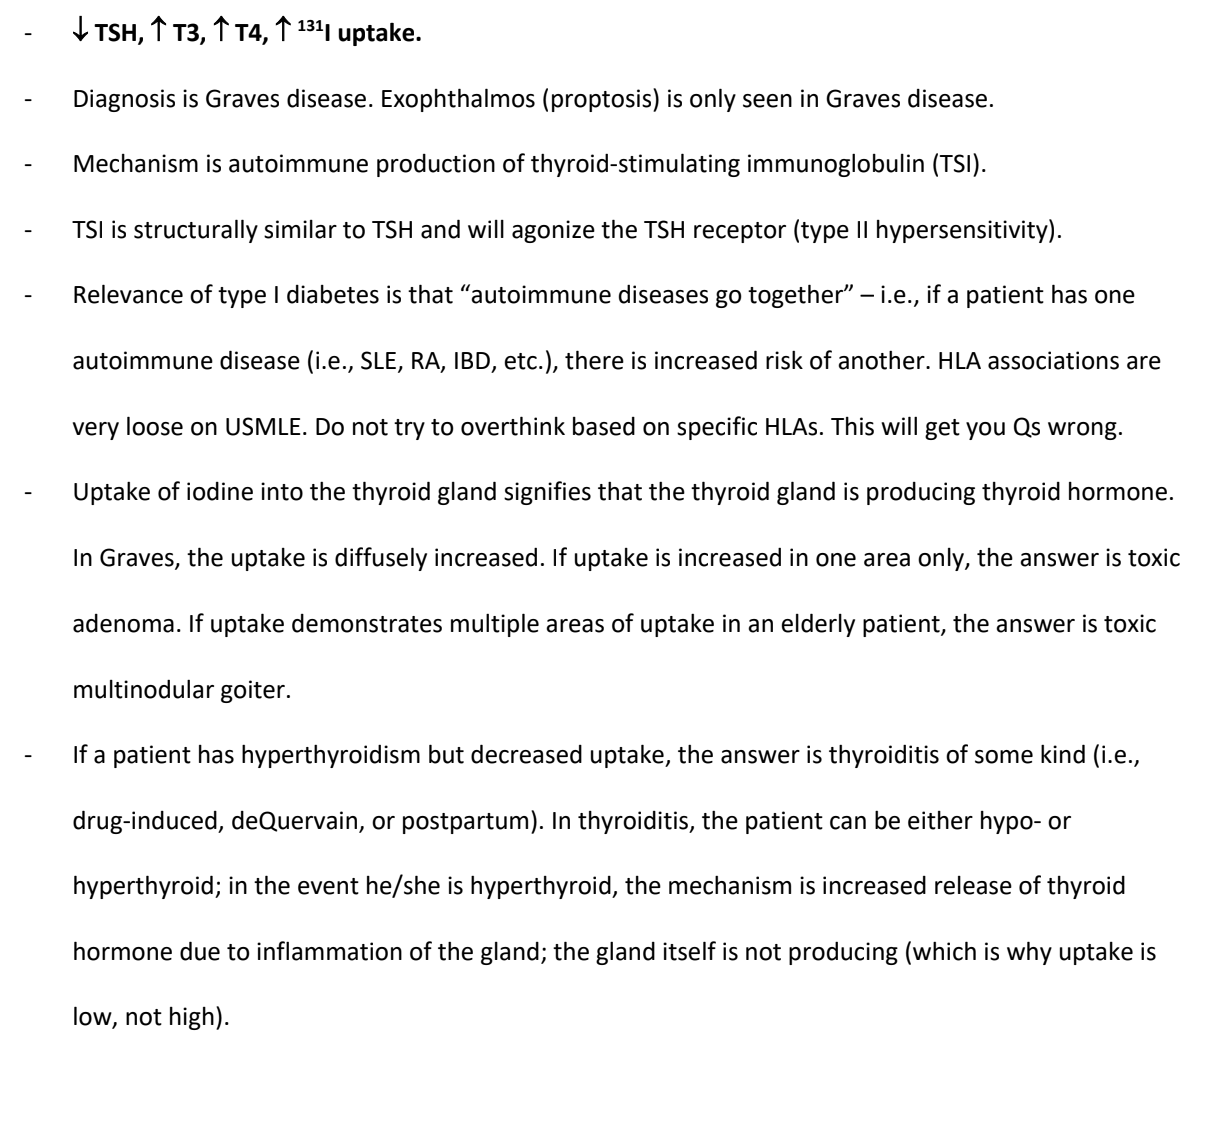 - ↓ TSH, ↑ T3, ↑ T4, ↑ ¹³¹I uptake.
- Diagnosis is Graves disease. Exophthalmos (proptosis) is only seen in Graves disease.
- Mechanism is autoimmune production of thyroid-stimulating immunoglobulin (TSI).
- TSI is structurally similar to TSH and will agonize the TSH receptor (type II hypersensitivity).
- Relevance of type I diabetes is that “autoimmune diseases go together” – i.e., if a patient has one
autoimmune disease (i.e., SLE, RA, IBD, etc.), there is increased risk of another. HLA associations are
very loose on USMLE. Do not try to overthink based on specific HLAs. This will get you Qs wrong.
- Uptake of iodine into the thyroid gland signifies that the thyroid gland is producing thyroid hormone.
In Graves, the uptake is diffusely increased. If uptake is increased in one area only, the answer is toxic
adenoma. If uptake demonstrates multiple areas of uptake in an elderly patient, the answer is toxic
multinodular goiter.
- If a patient has hyperthyroidism but decreased uptake, the answer is thyroiditis of some kind (i.e.,
drug-induced, deQuervain, or postpartum). In thyroiditis, the patient can be either hypo- or
hyperthyroid; in the event he/she is hyperthyroid, the mechanism is increased release of thyroid
hormone due to inflammation of the gland; the gland itself is not producing (which is why uptake is
low, not high).